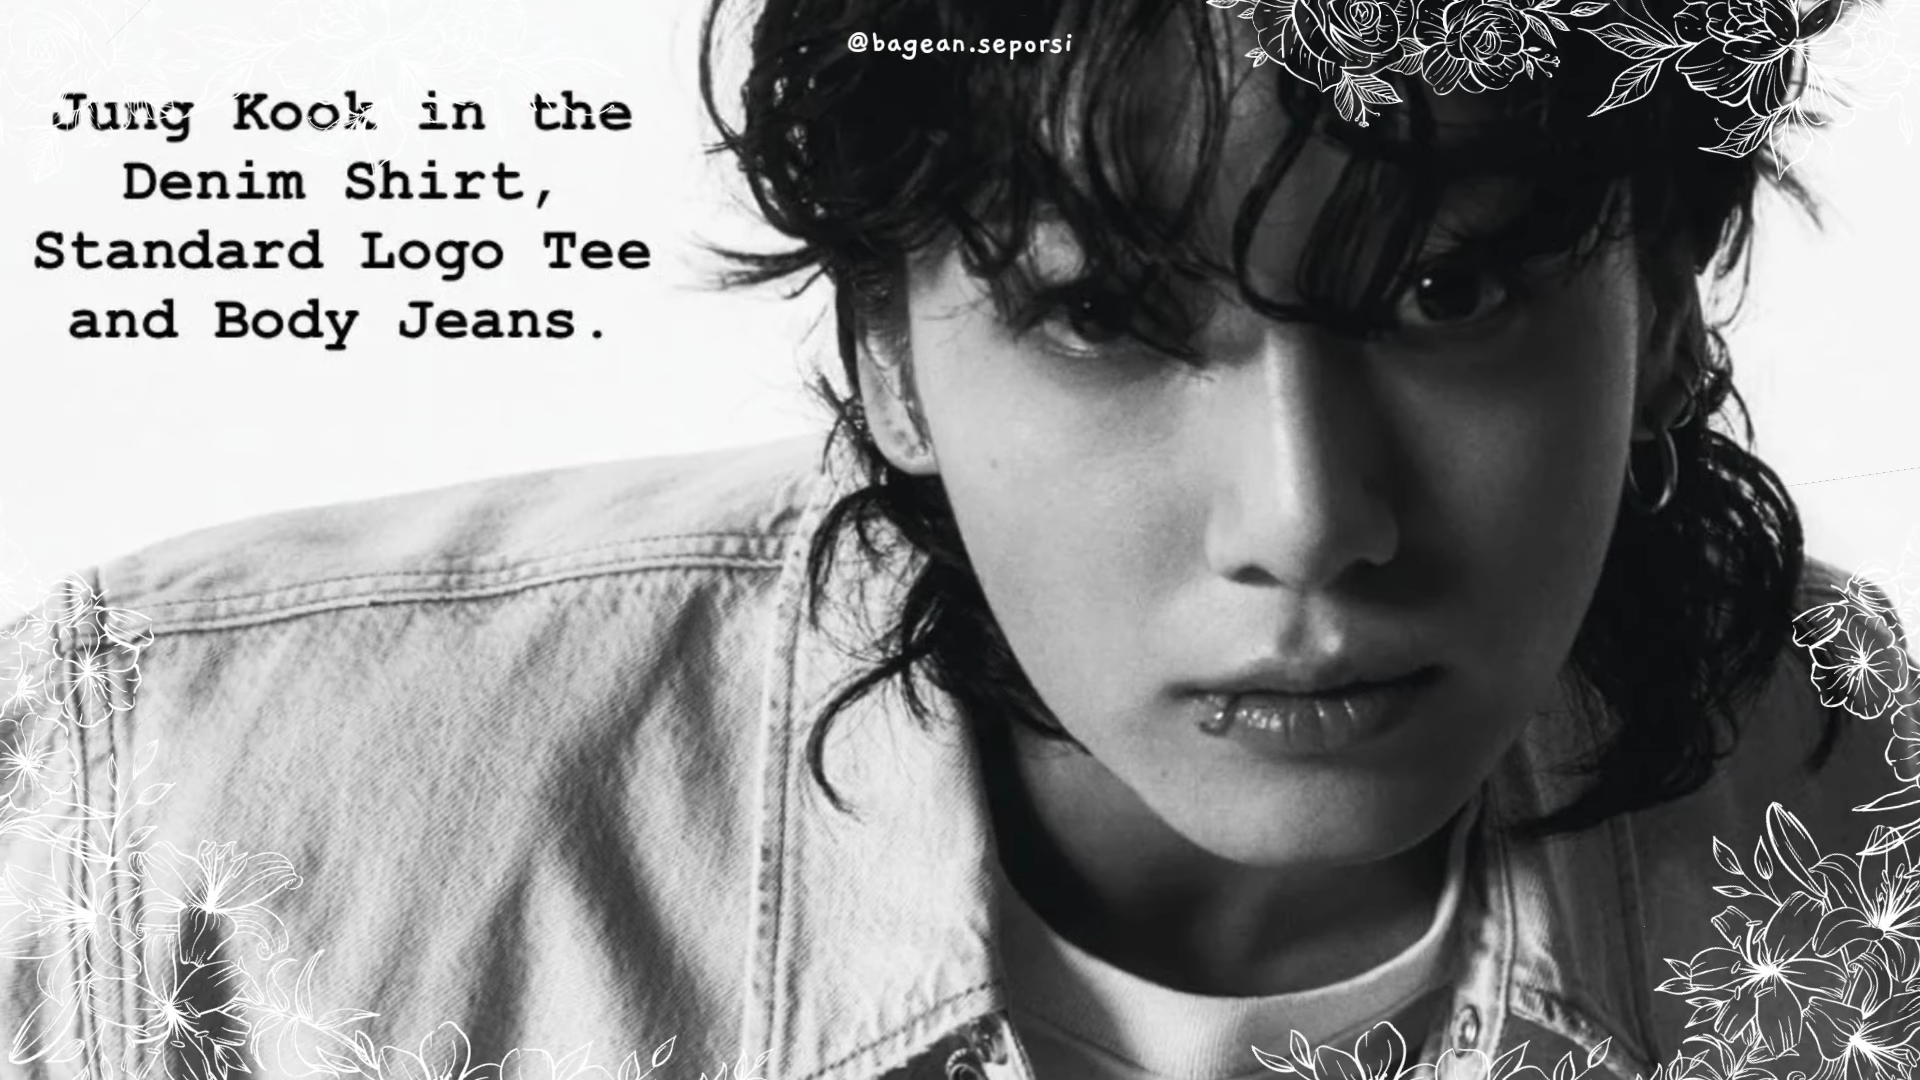 @bagean.seporsi
Jung Kook in the
Denim Shirt,
Standard Logo Tee
and Body Jeans.